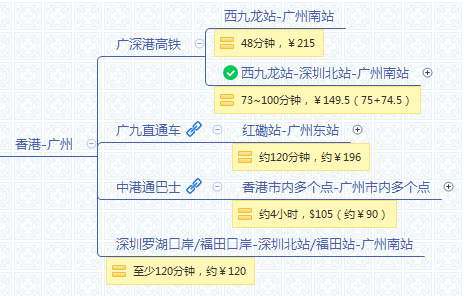 西九龙站-广州南站
广深港高铁
48分钟，￥215
西九龙站-深圳北站-广州南站
73~100分钟，￥149.5（75+74.5）
香港-广州
广九直通车
红磡站-广州东站
约120分钟，约￥196
中港通巴士
香港市内多个点-广州市内多个点
约4小时，$105（约￥90）
深圳罗湖口岸/福田口岸-深圳北站/福田站-广州南站
至少120分钟，约￥120